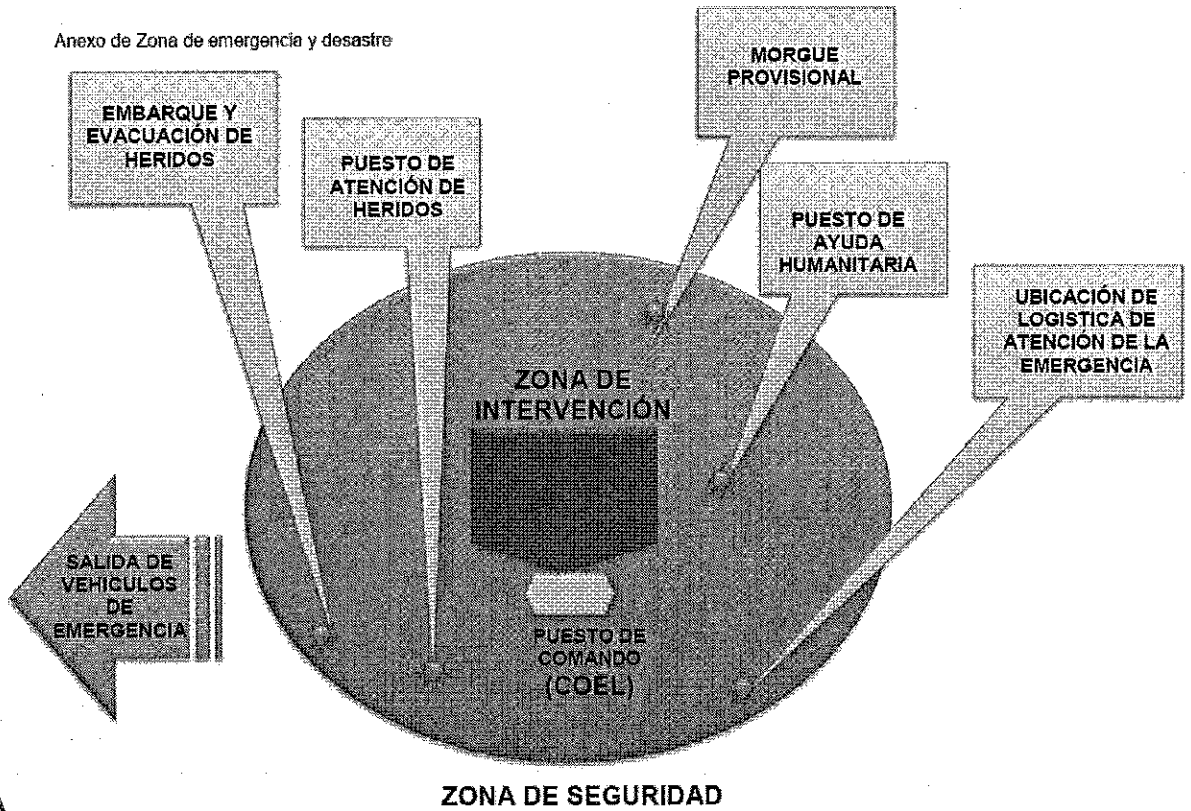 Anexo de Zona de emergencia y desastre
MORGUE
PROVISIONAL
EMBARQUE Y
EVACUACIÓN DE
HERIDOS
PUESTO DE
ATENCIÓN DE
HERIDOS
PUESTO DE
AYUDA
HUMANITARIA
UBICACIÓN DE
LOGISTICA DE
ATENCIÓN DE LA
EMERGENCIA
ZONA DE
INTERVENCIÓN
SALIDA DE
VEHICULOS
DE
EMERGENCIA
PUESTO DE
COMANDO
(COEL)
ZONA DE SEGURIDAD